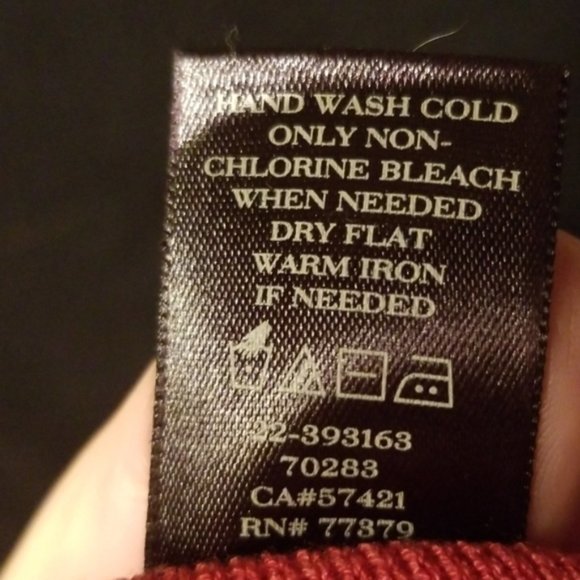 HAND WASH COLD
ONLY NON-
CHLORINE BLEACH
WHEN NEEDED
DRY FLAT
WARM IRON
IF NEEDED
22-393163
70283
CA#57421
RN# 77379